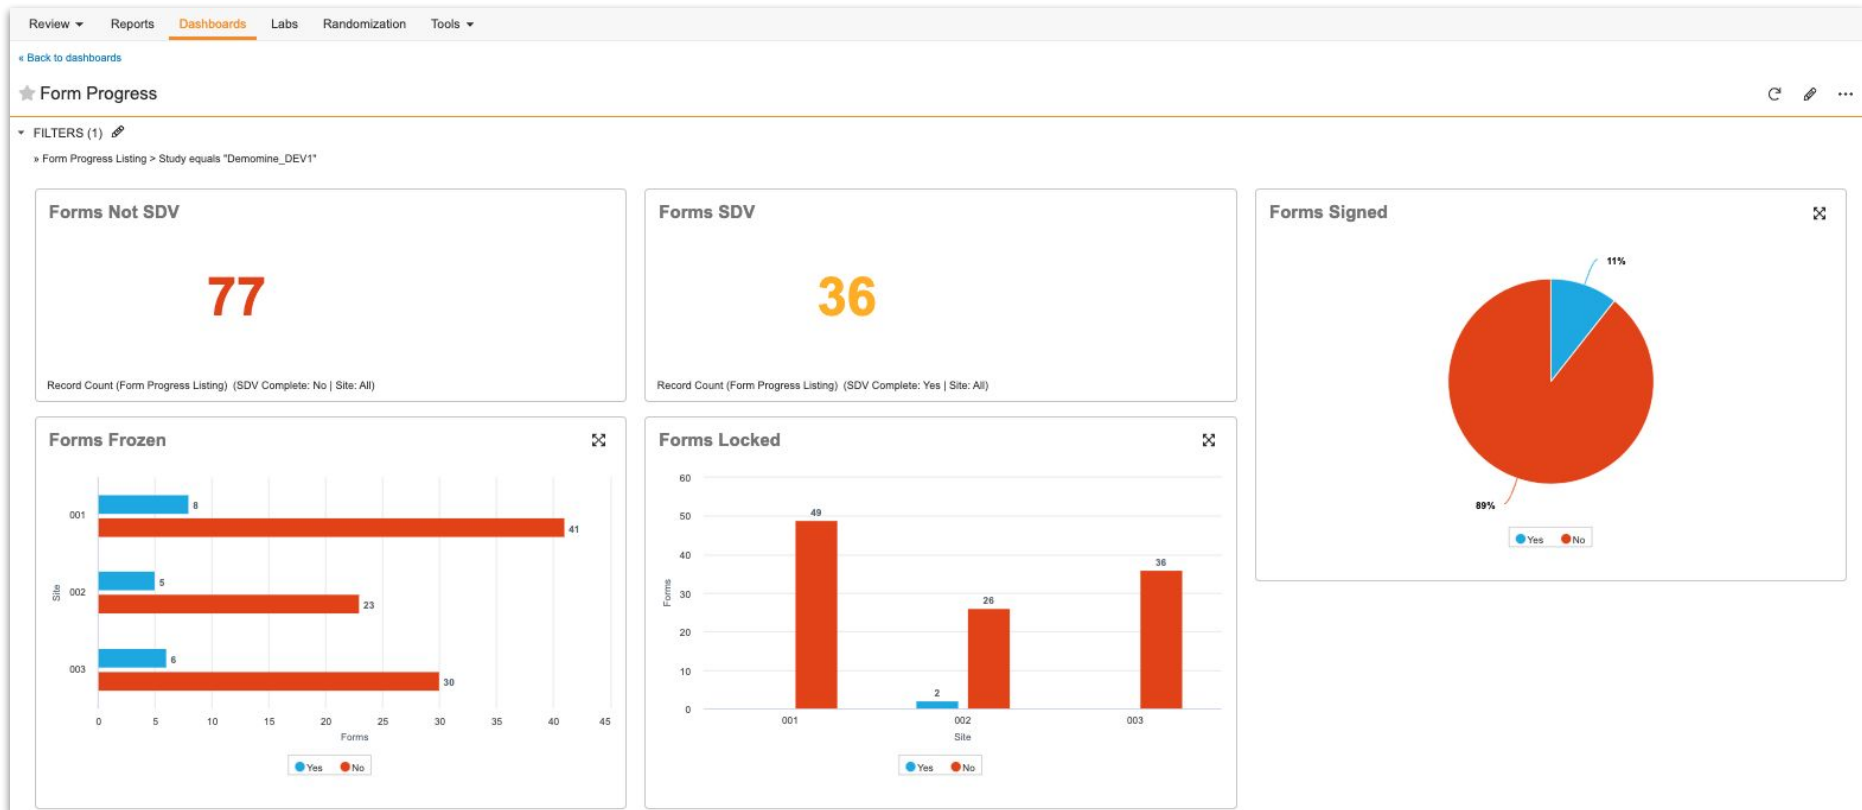 Review Reports Dashboards Labs Randomization Tools
« Back to dashboards
Form Progress
FILTERS (1)
» Form Progress Listing > Study equals "Demomine_DEV1"
Forms Not SDV
77
Record Count (Form Progress Listing) (SDV Complete: No | Site: All)
Forms SDV
36
Record Count (Form Progress Listing) (SDV Complete: Yes | Site: All)
Forms Signed
11%
89%
Yes No
Forms Frozen
8
001
41
5
Site
002
23
6
003
30
0 5 10 15 20 25 30 35 40 45
Forms
Yes No
Forms Locked
60
50
40
30
20
10
0
Forms
49
2
26
36
001 002 003
Site
Yes No